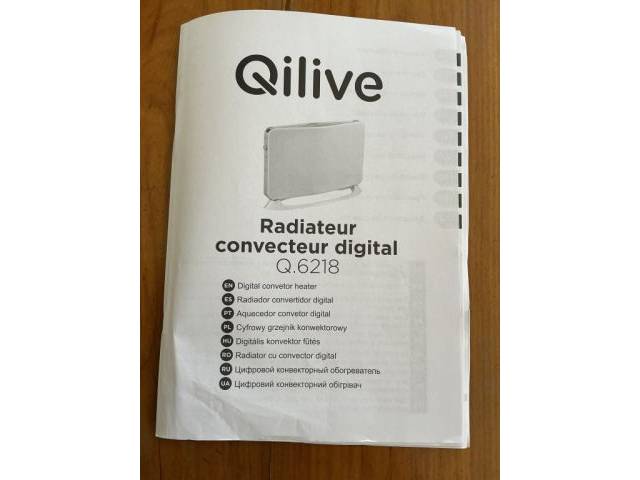 Qilive
Radiateur
convecteur digital
Q.6218
EN Digital convetor heater
ES Radiador convertidor digital
PT Aquecedor convetor digital
PL Cyfrowy grzejnik konwektorowy
HU Digitális konvektor fűtés
RO Radiator cu convector digital
RU Цифровой конвекторный обогреватель
UA Цифровий конвекторний обігрівач